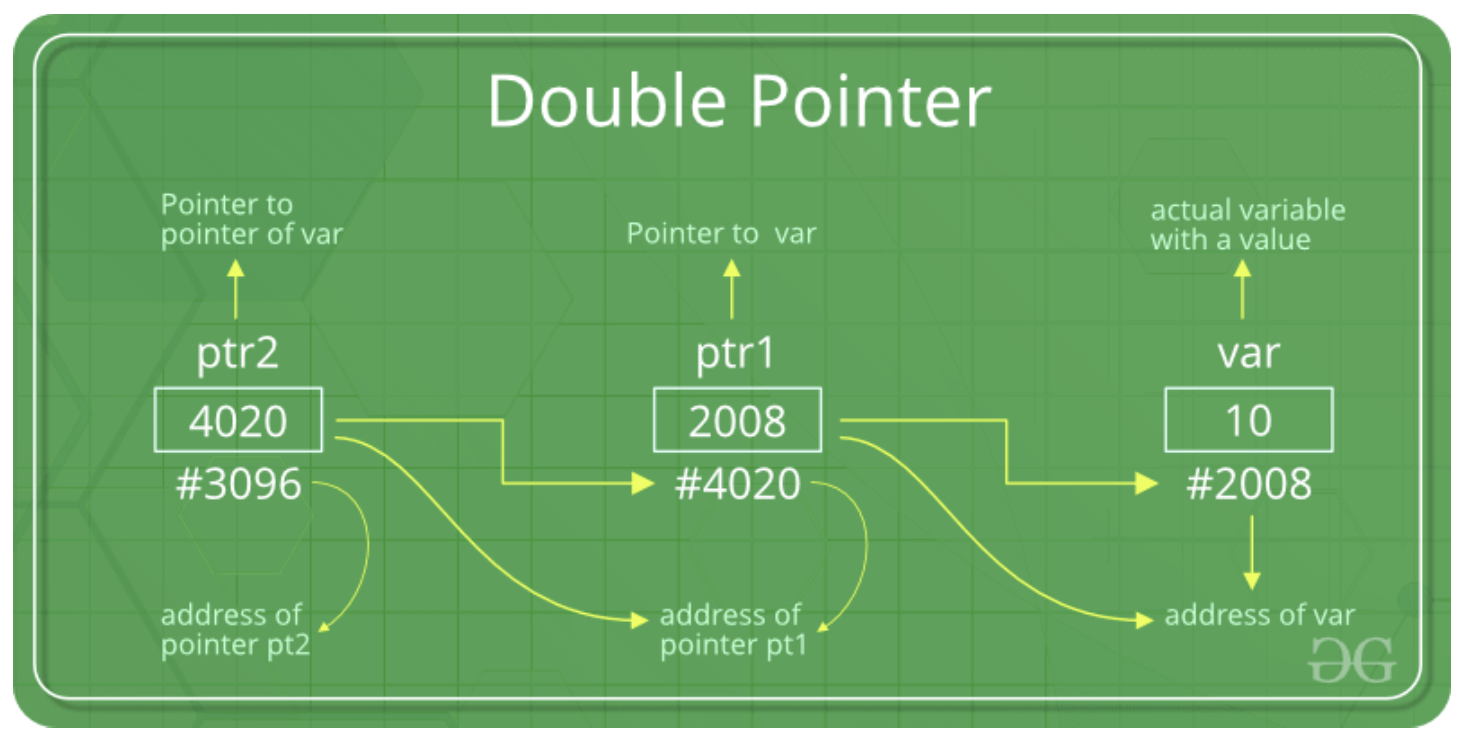 Double Pointer
Pointer to
pointer of var
Pointer to  var
actual variable
with a value
ptr2
ptr1
var
4020
2008
10
#3096
#4020
#2008
address of
pointer pt2
address of
pointer pt1
address of var